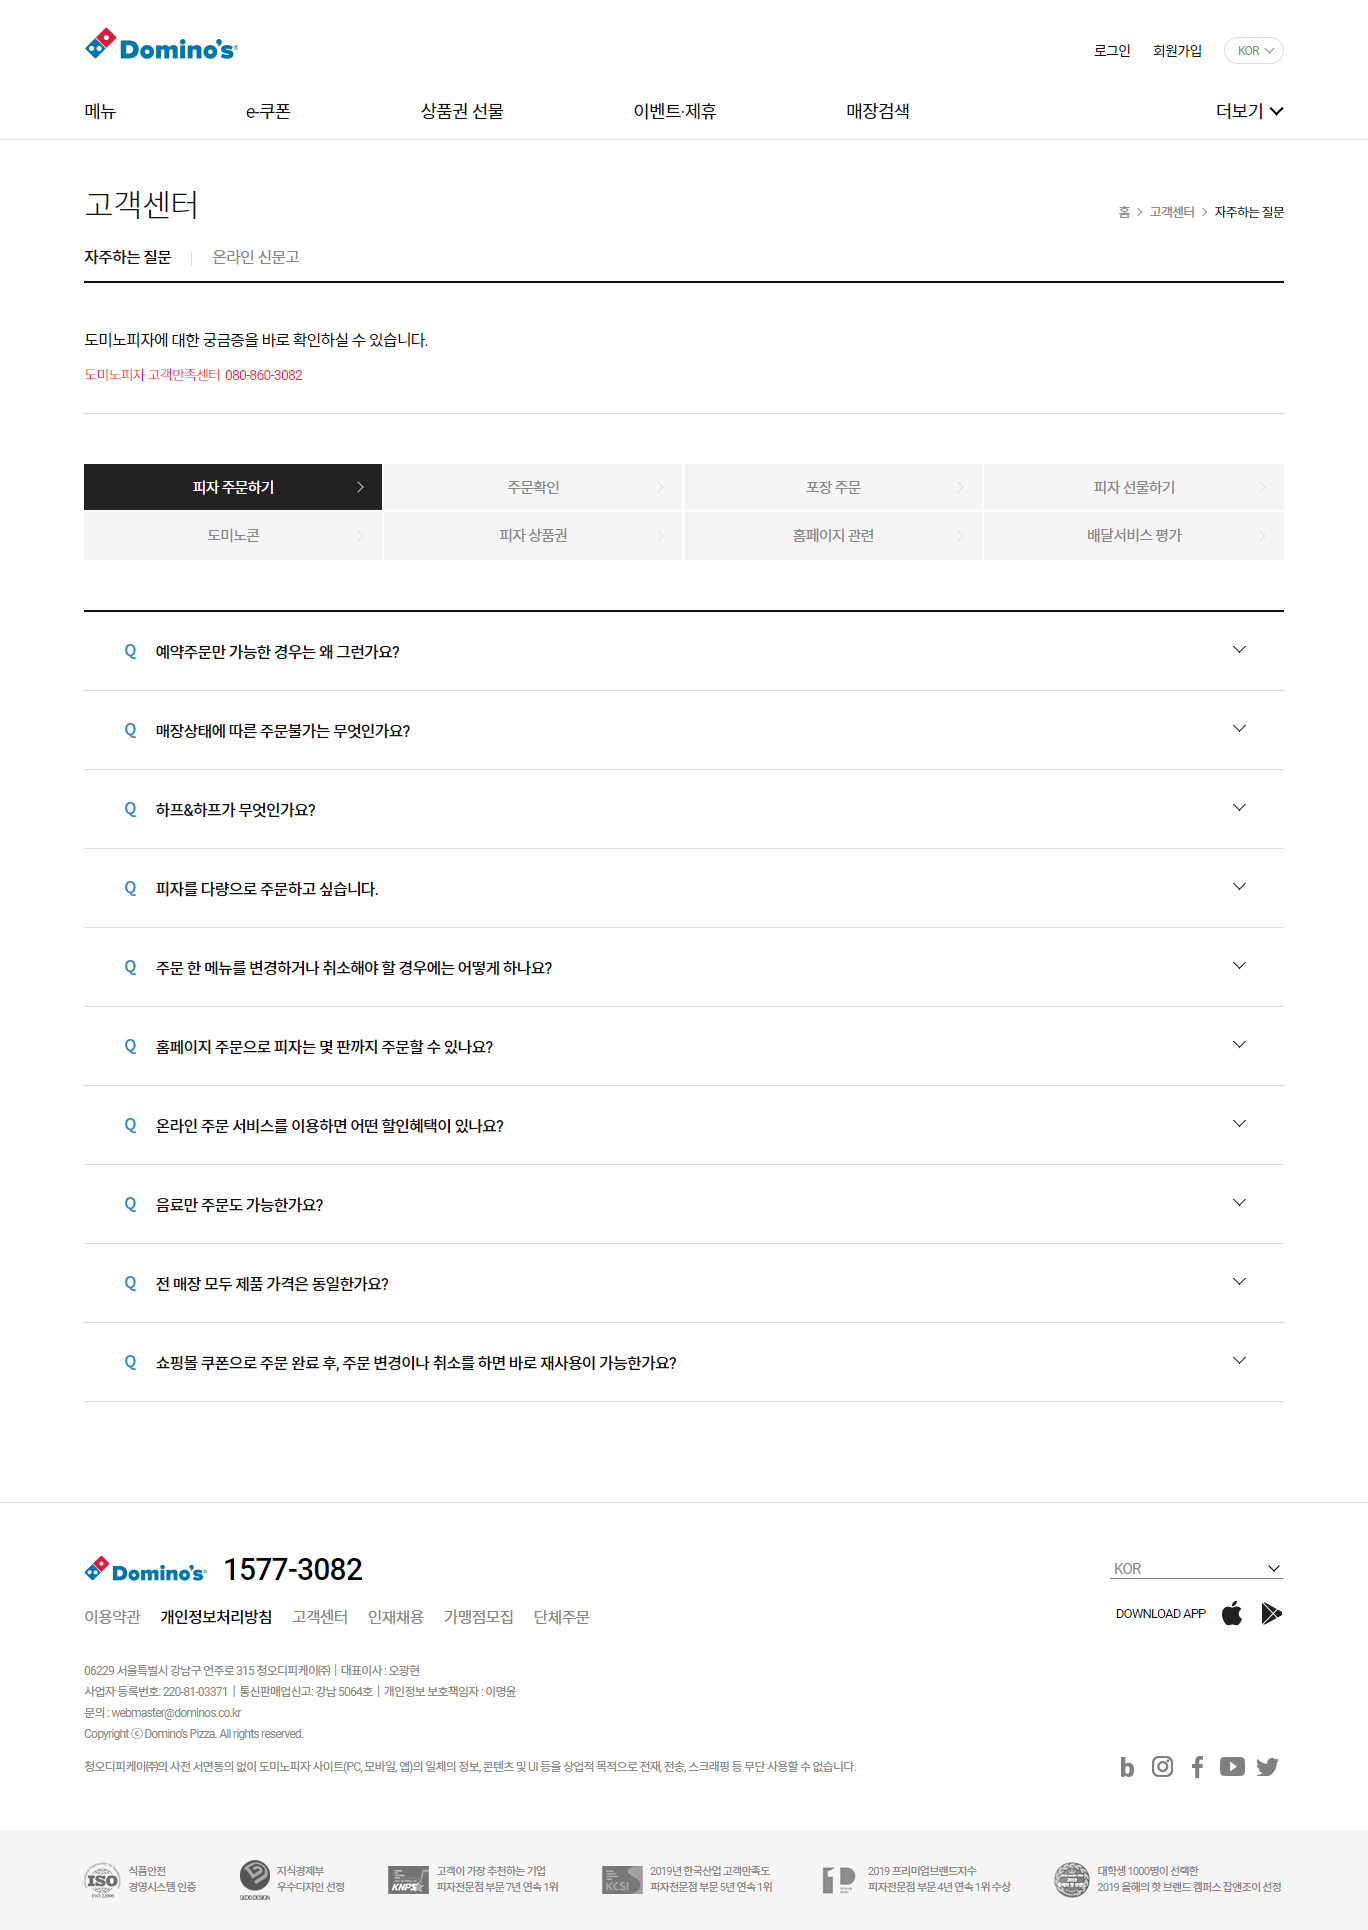 Domino's
로그인 회원가입 KOR
메뉴 e-쿠폰 상품권 선물 이벤트·제휴 매장검색 더보기
고객센터
홈 > 고객센터 > 자주하는 질문
자주하는 질문 | 온라인 신문고
도미노피자에 대한 궁금증을 바로 확인하실 수 있습니다.
도미노피자 고객만족센터 080-860-3082
피자 주문하기 주문확인 포장 주문 피자 선물하기
도미노콘 피자 상품권 홈페이지 관련 배달서비스 평가
Q 예약주문만 가능한 경우는 왜 그런가요?
Q 매장상태에 따른 주문불가는 무엇인가요?
Q 하프&하프가 무엇인가요?
Q 피자를 다량으로 주문하고 싶습니다.
Q 주문 한 메뉴를 변경하거나 취소해야 할 경우에는 어떻게 하나요?
Q 홈페이지 주문으로 피자는 몇 판까지 주문할 수 있나요?
Q 온라인 주문 서비스를 이용하면 어떤 할인혜택이 있나요?
Q 음료만 주문도 가능한가요?
Q 전 매장 모두 제품 가격은 동일한가요?
Q 쇼핑몰 쿠폰으로 주문 완료 후, 주문 변경이나 취소를 하면 바로 재사용이 가능한가요?
Domino's 1577-3082
KOR
이용약관 개인정보처리방침 고객센터 인재채용 가맹점모집 단체주문
DOWNLOAD APP
06229 서울특별시 강남구 언주로 315 청오디피케이㈜ | 대표이사 : 오광현
사업자 등록번호: 220-81-03371 | 통신판매업신고: 강남 5064호 | 개인정보 보호책임자 : 이명윤
문의 : webmaster@dominos.co.kr
Copyright ⓒ Domino's Pizza. All rights reserved.
청오디피케이㈜의 사전 서면동의 없이 도미노피자 사이트(PC, 모바일, 앱)의 일체의 정보, 콘텐츠 및 UI 등을 상업적 목적으로 전재, 전송, 스크래핑 등 무단 사용할 수 없습니다.
ISO
ISO 22000
식품안전
경영시스템 인증
GOOD DESIGN
지식경제부
우수디자인 선정
KNPS
고객이 가장 추천하는 기업
피자전문점 부문 7년 연속 1위
KCSI
2019년 한국산업 고객만족도
피자전문점 부문 5년 연속 1위
1P
2019 프리미엄브랜드지수
피자전문점 부문 4년 연속 1위 수상
대학생 1000명이 선택한
2019 올해의 핫 브랜드 캠퍼스 잡앤조이 선정